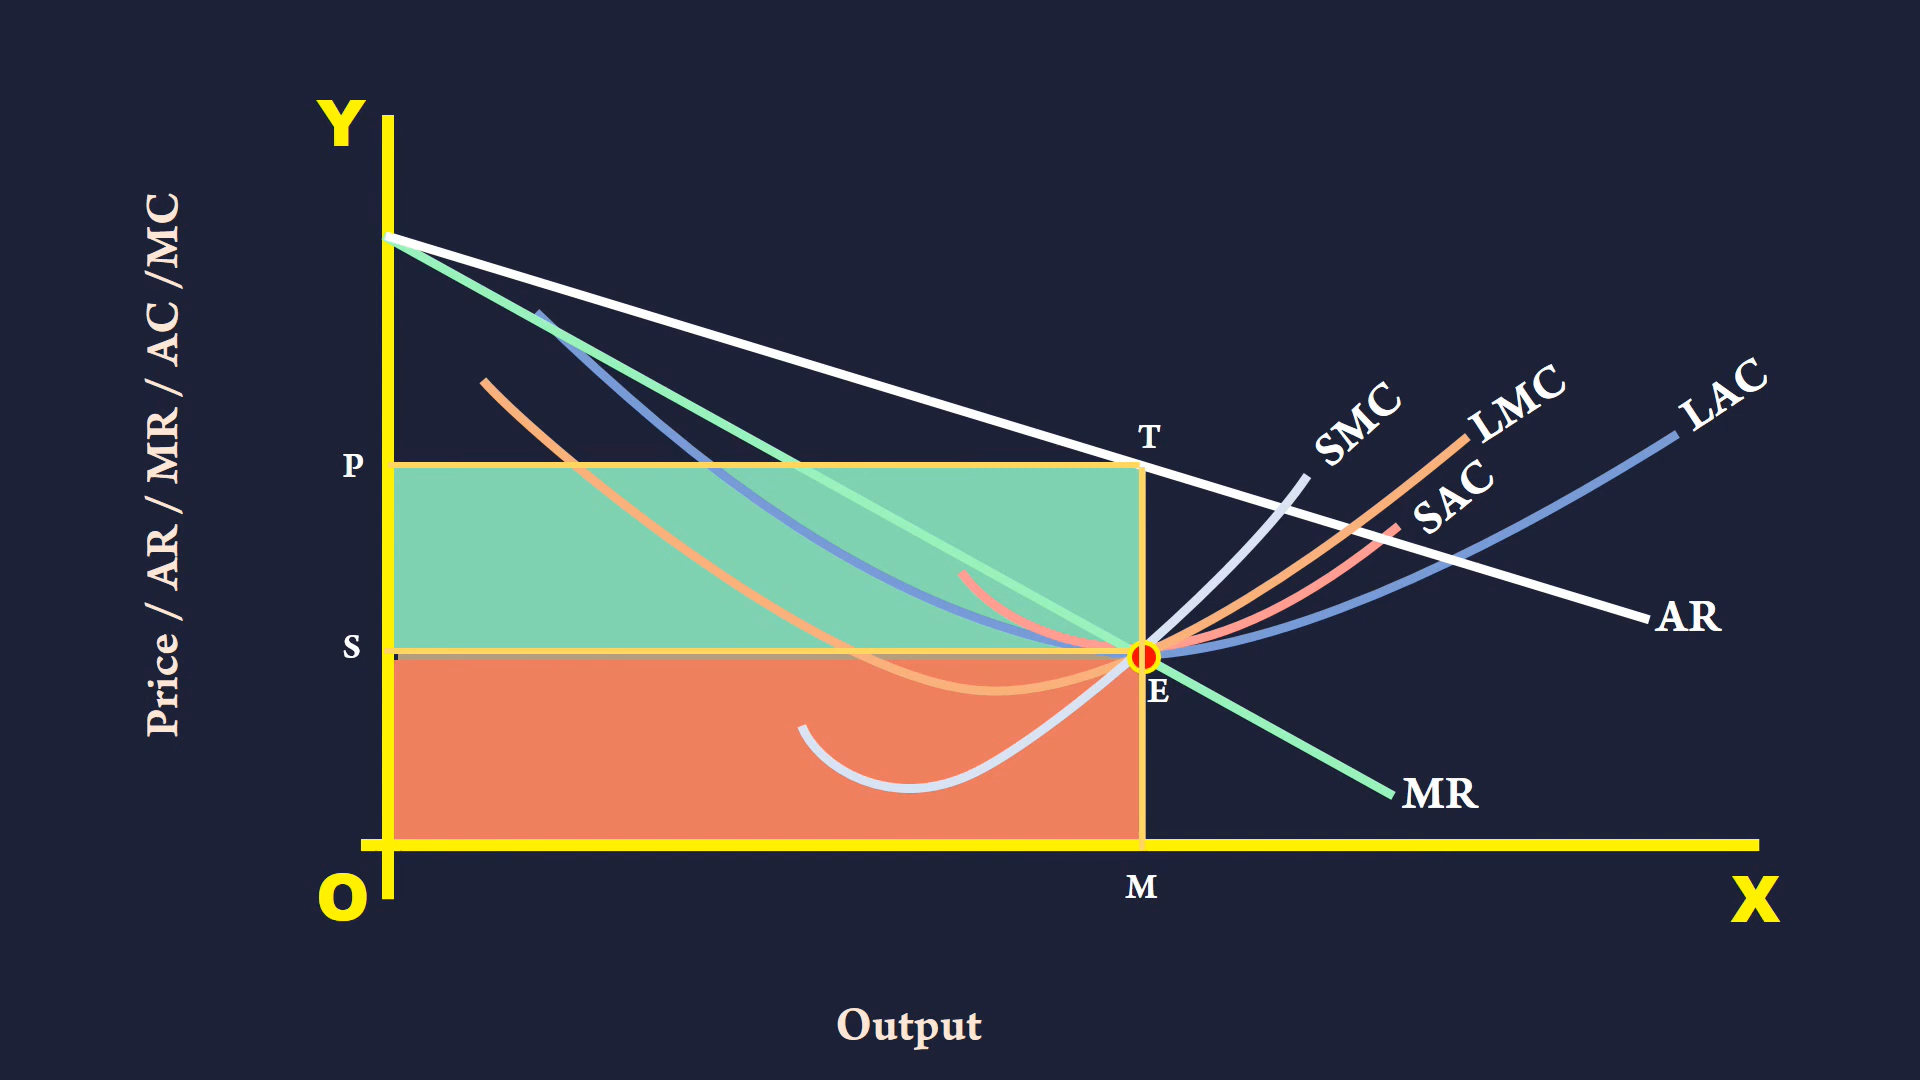 Y
Price / AR / MR / AC / MC
P
T
SMC
LMC
LAC
SAC
S
AR
E
MR
O
M
X
Output